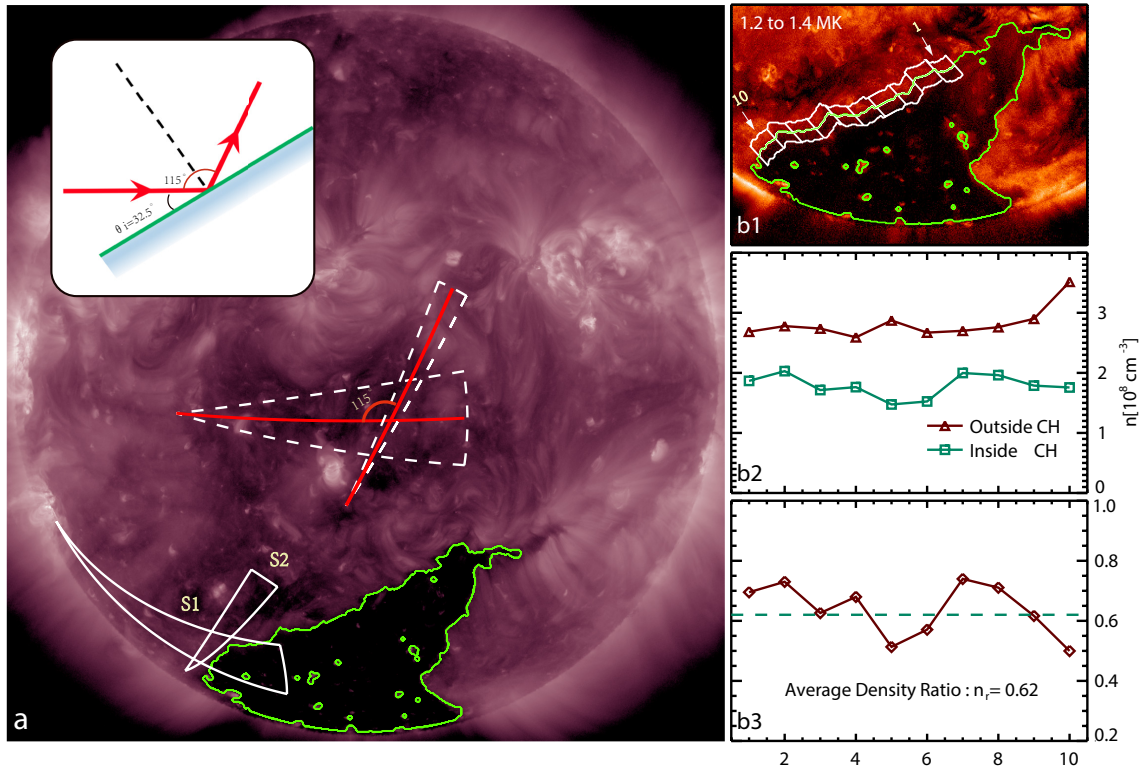 115°
θ i=32.5°
115
S2
S1
a
1.2 to 1.4 MK
1
10
b1
3
2
1
0
n[10⁸ cm⁻³]
Outside CH
Inside CH
b2
1.0
0.8
0.6
0.4
0.2
Average Density Ratio : nᵣ= 0.62
b3
2 4 6 8 10